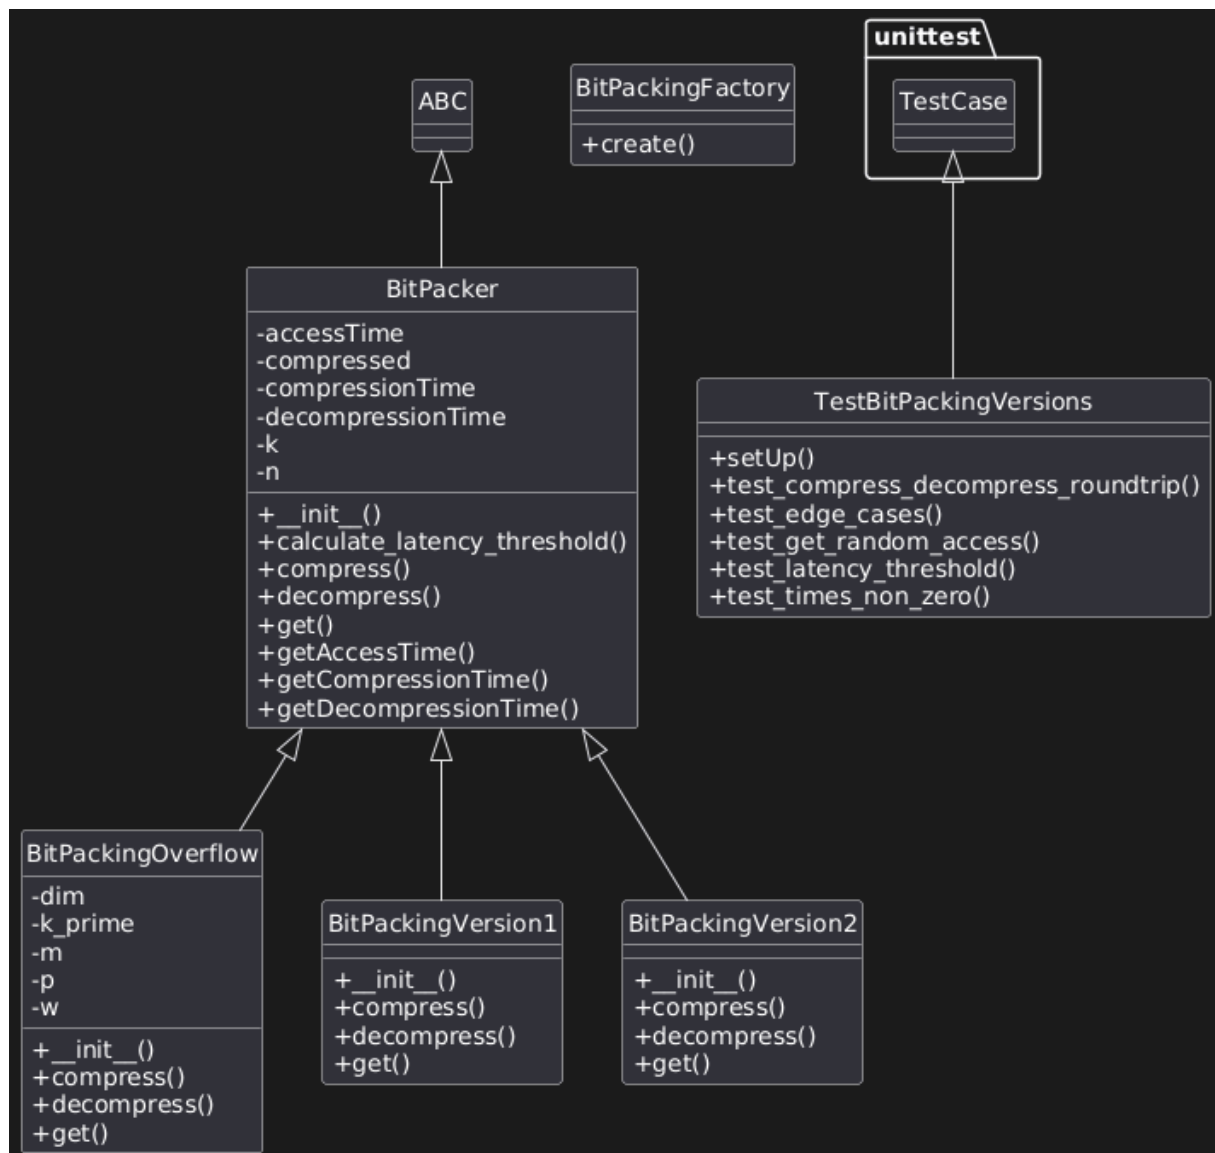 unittest
ABC
BitPackingFactory
+create()
TestCase
BitPacker
-accessTime
-compressed
-compressionTime
-decompressionTime
-k
-n
+__init__()
+calculate_latency_threshold()
+compress()
+decompress()
+get()
+getAccessTime()
+getCompressionTime()
+getDecompressionTime()
TestBitPackingVersions
+setUp()
+test_compress_decompress_roundtrip()
+test_edge_cases()
+test_get_random_access()
+test_latency_threshold()
+test_times_non_zero()
BitPackingOverflow
-dim
-k_prime
-m
-p
-w
+__init__()
+compress()
+decompress()
+get()
BitPackingVersion1
+__init__()
+compress()
+decompress()
+get()
BitPackingVersion2
+__init__()
+compress()
+decompress()
+get()